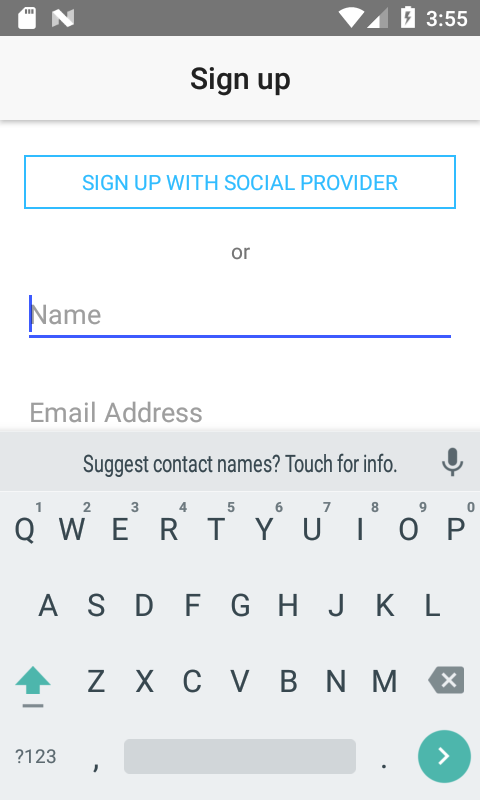 3:55
Sign up
SIGN UP WITH SOCIAL PROVIDER
or
Name
Email Address
Suggest contact names? Touch for info.
1 2 3 4 5 6 7 8 9 0
Q W E R T Y U I O P
A S D F G H J K L
Z X C V B N M
?123 , .